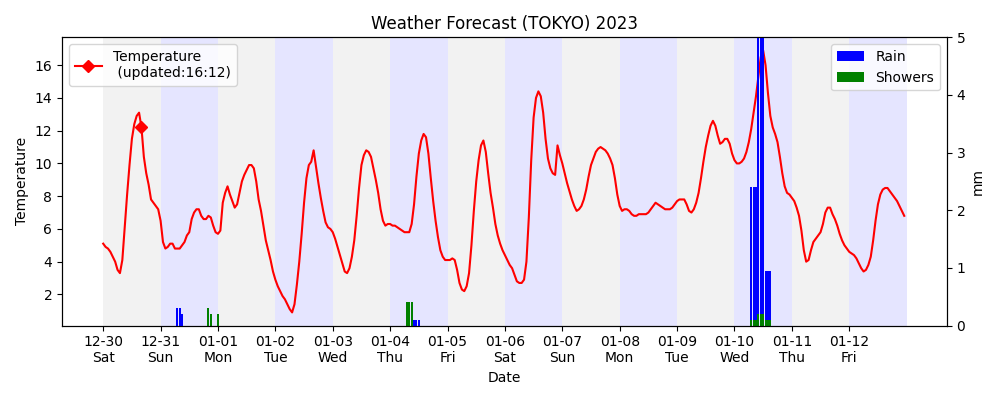 Weather Forecast (TOKYO) 2023
Temperature
(updated:16:12)
Rain
Showers
Temperature
16
14
12
10
8
6
4
2
5
4
3
2
1
0
mm
12-30 12-31 01-01 01-02 01-03 01-04 01-05 01-06 01-07 01-08 01-09 01-10 01-11 01-12
Sat Sun Mon Tue Wed Thu Fri Sat Sun Mon Tue Wed Thu Fri
Date